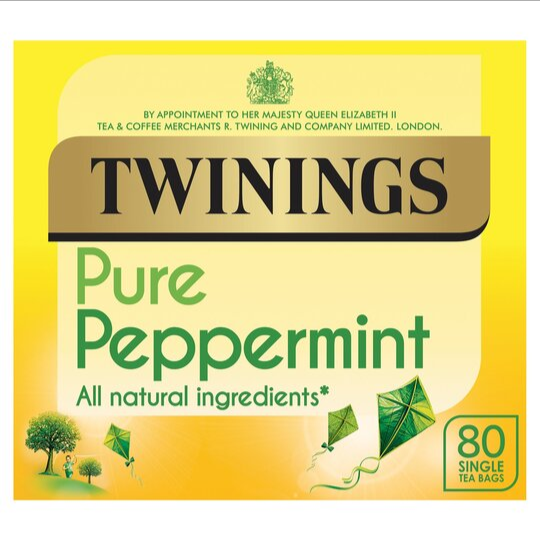 BY APPOINTMENT TO HER MAJESTY QUEEN ELIZABETH II
TEA & COFFEE MERCHANTS R. TWINING AND COMPANY LIMITED. LONDON.
TWININGS
Pure
Peppermint
All natural ingredients*
80
SINGLE
TEA BAGS